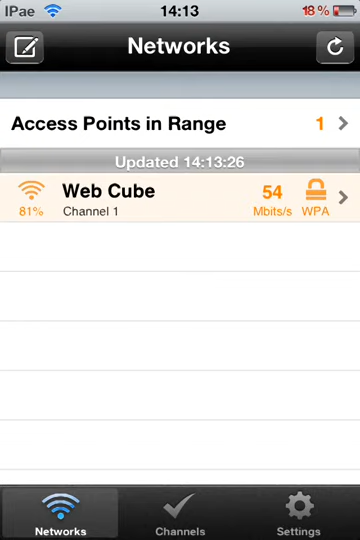 IPae 14:13 18 %
Networks
Access Points in Range 1
Updated 14:13:26
Web Cube 54
81% Channel 1 Mbits/s WPA
Networks Channels Settings